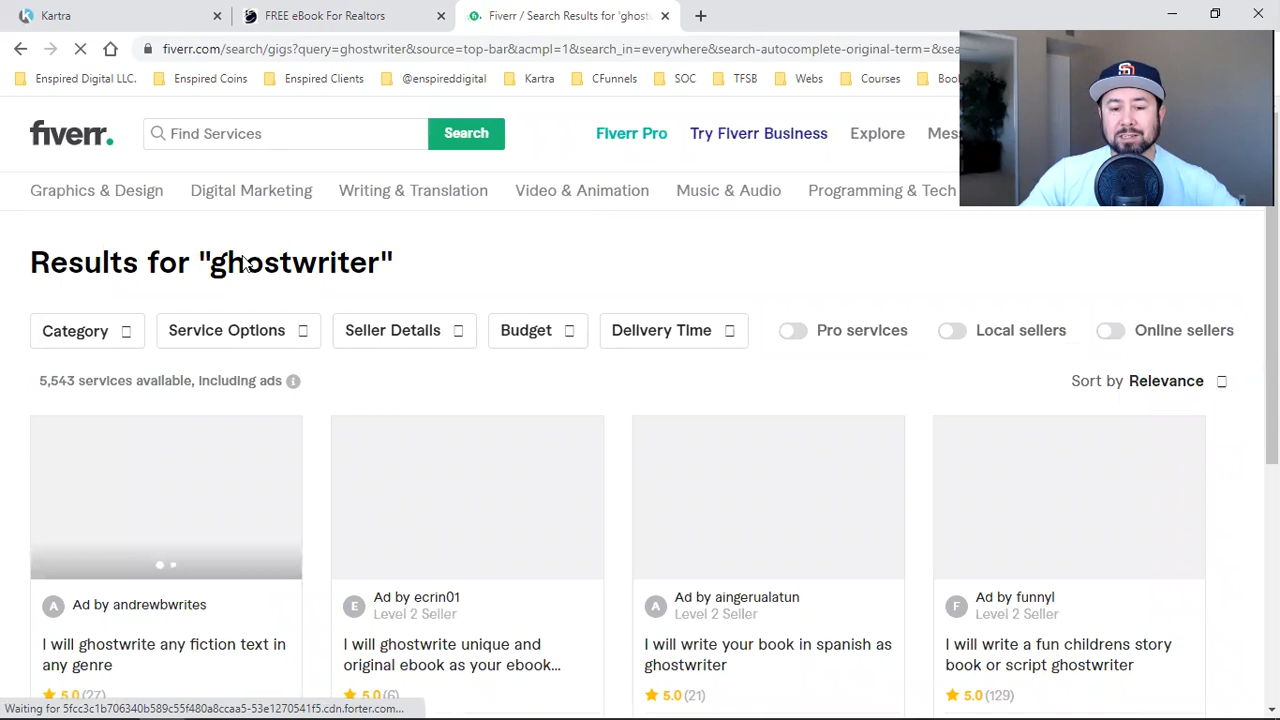 Kartra
FREE eBook For Realtors
Fiverr / Search Results for 'ghost
fiverr.com/search/gigs?query=ghostwriter&source=top-bar&acmpl=1&search_in=everywhere&search-autocomplete-original-term=&sea
Enspired Digital LLC.
Enspired Coins
Enspired Clients
@enspireddigital
Kartra
CFunnels
SOC
TFSB
Webs
Courses
Boo
fiverr.
Find Services
Search
Fiverr Pro
Try Fiverr Business
Explore
Mes
Graphics & Design
Digital Marketing
Writing & Translation
Video & Animation
Music & Audio
Programming & Tech
Results for "ghostwriter"
Category
Service Options
Seller Details
Budget
Delivery Time
Pro services
Local sellers
Online sellers
5,543 services available, including ads
Sort by Relevance
A
Ad by andrewbwrites
I will ghostwrite any fiction text in
any genre
5.0 (27)
E
Ad by ecrin01
Level 2 Seller
I will ghostwrite unique and
original ebook as your ebook...
5.0 (6)
A
Ad by aingerualatun
Level 2 Seller
I will write your book in spanish as
ghostwriter
5.0 (21)
F
Ad by funnyl
Level 2 Seller
I will write a fun childrens story
book or script ghostwriter
5.0 (129)